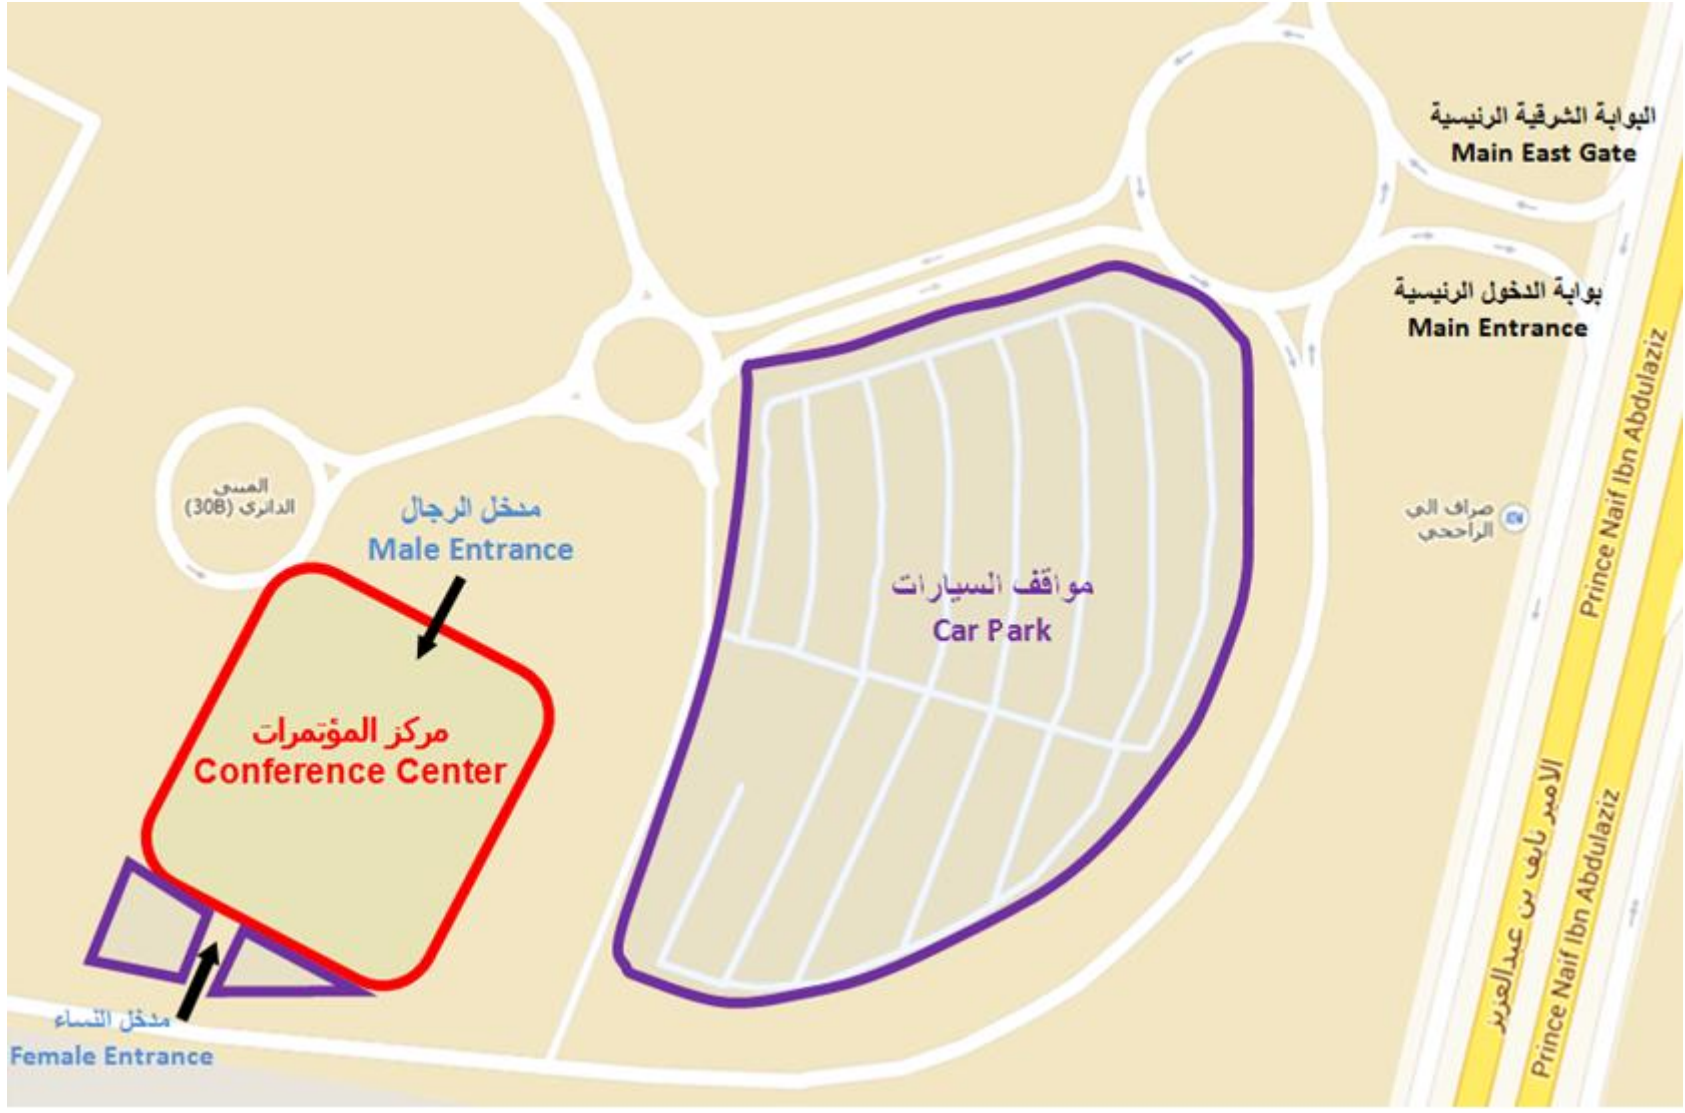 البوابة الشرقية الرئيسية
Main East Gate
بوابة الدخول الرئيسية
Main Entrance
المبنى
الدائري (308)
مدخل الرجال
Male Entrance
صراف الي
الراجحي
مواقف السيارات
Car Park
مركز المؤتمرات
Conference Center
مدخل النساء
Female Entrance
Prince Naif Ibn Abdulaziz
الامير نايف بن عبدالعزيز
Prince Naif Ibn Abdulaziz